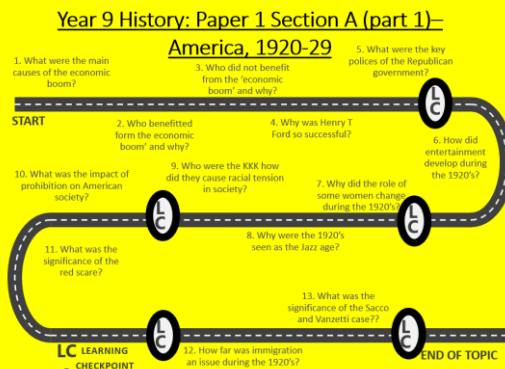 Year 9 History: Paper 1 Section A (part 1)–
America, 1920-29
1. What were the main
causes of the economic
boom?
3. Who did not benefit
from the 'economic
boom' and why?
5. What were the key
polices of the Republican
government?
LC
START
2. Who benefitted
form the economic
boom' and why?
4. Why was Henry T
Ford so successful?
6. How did
entertainment
develop during
the 1920's?
10. What was the impact of
prohibition on American
society?
9. Who were the KKK how
did they cause racial tension
in society?
7. Why did the role of
some women change
during the 1920's?
LC
LC
8. Why were the 1920's
seen as the Jazz age?
11. What was the
significance of the
red scare?
13. What was the
significance of the Sacco
and Vanzetti case??
LC
LC
LC LEARNING
CHECKPOINT
12. How far was immigration
an issue during the 1920's?
END OF TOPIC